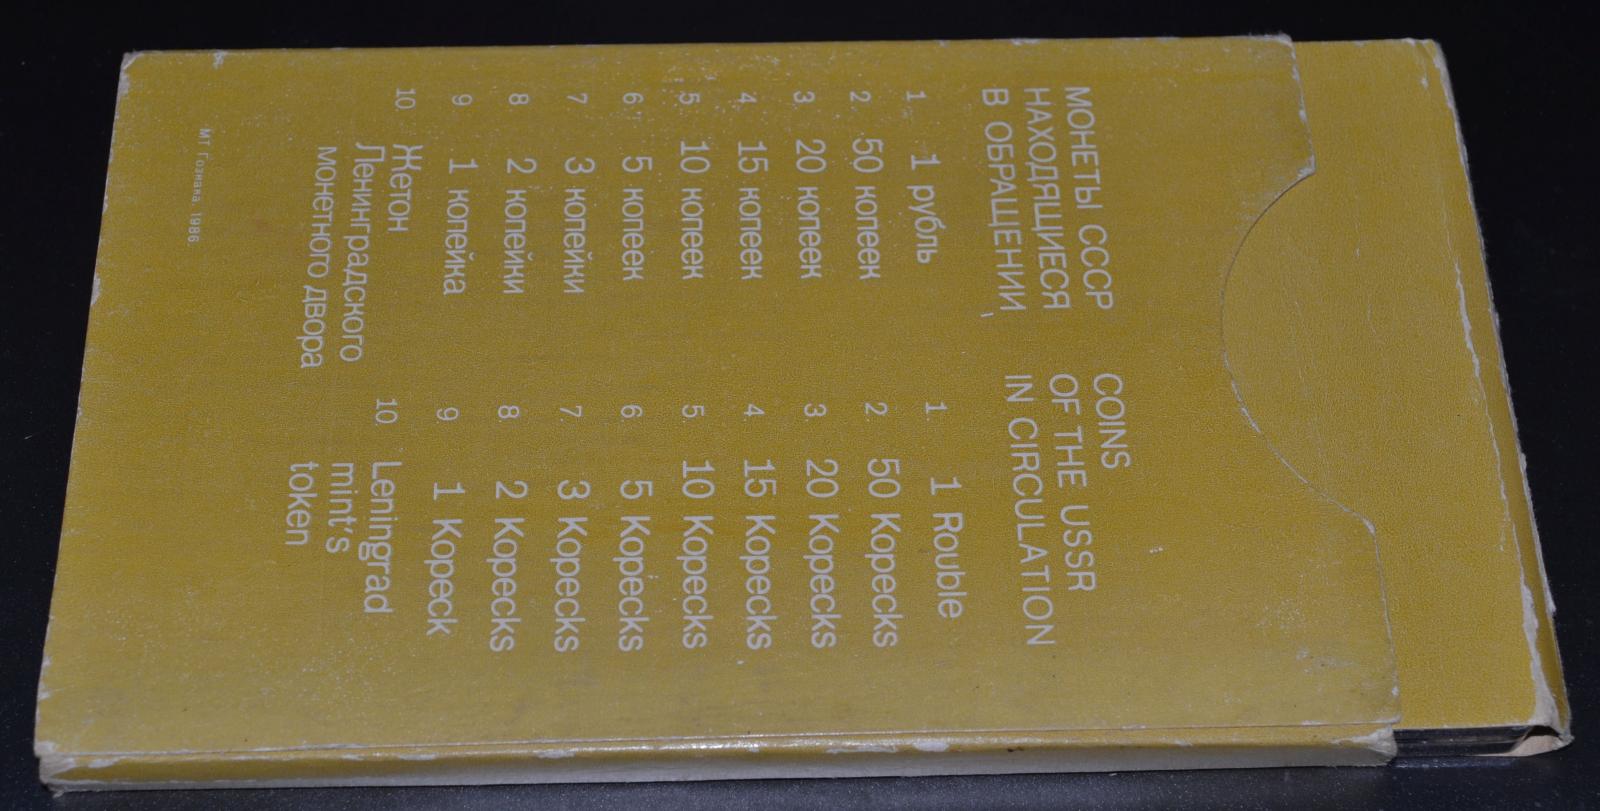 МОНЕТЫ СССР
НАХОДЯЩИЕСЯ
В ОБРАЩЕНИИ
1 1 рубль
2 50 копеек
3 20 копеек
4 15 копеек
5 10 копеек
6 5 копеек
7 3 копейки
8 2 копейки
9 1 копейка
10 Жетон
Ленинградского
монетного двора
COINS
OF THE USSR
IN CIRCULATION
1. 1 Rouble
2. 50 Kopecks
3. 20 Kopecks
4. 15 Kopecks
5. 10 Kopecks
6. 5 Kopecks
7. 3 Kopecks
8. 2 Kopecks
9. 1 Kopeck
10 Leningrad
mint's
token
МТ Гознака 1986